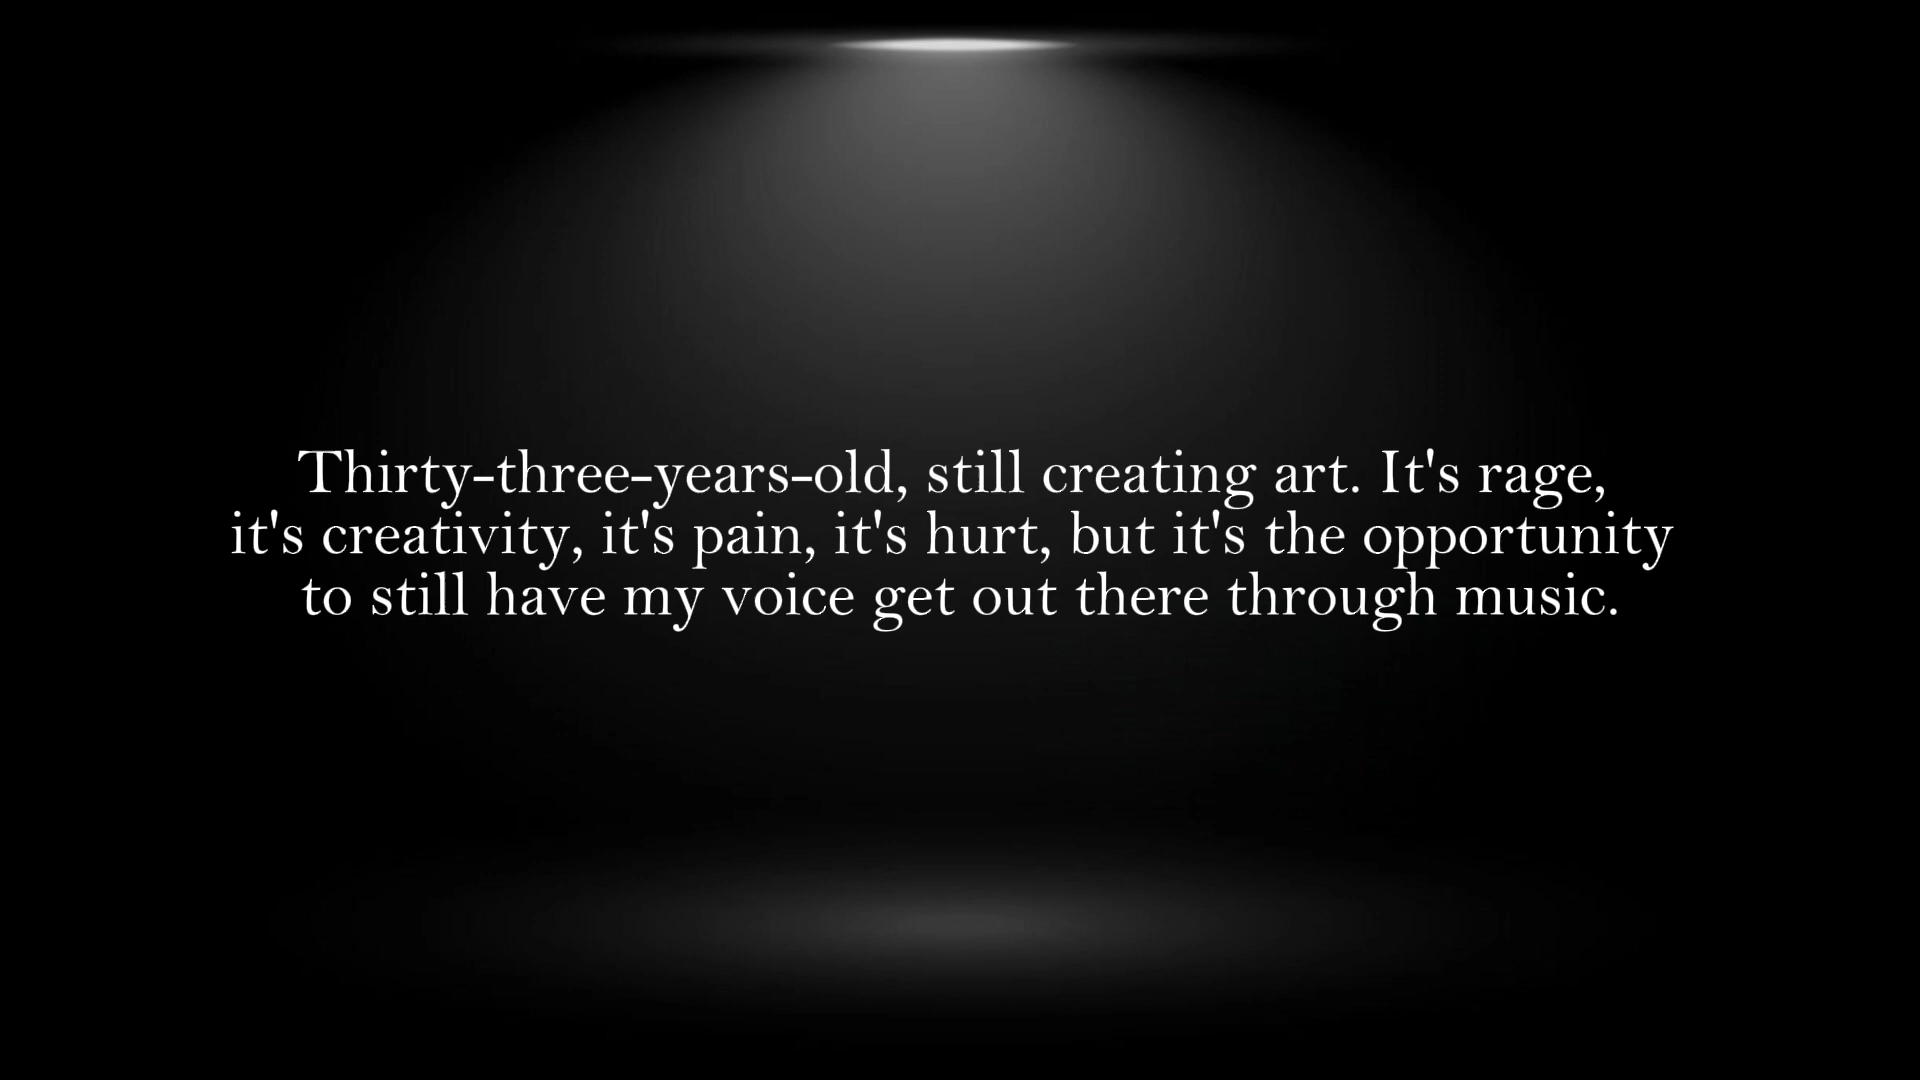 Thirty-three-years-old, still creating art. It's rage,
it's creativity, it's pain, it's hurt, but it's the opportunity
to still have my voice get out there through music.